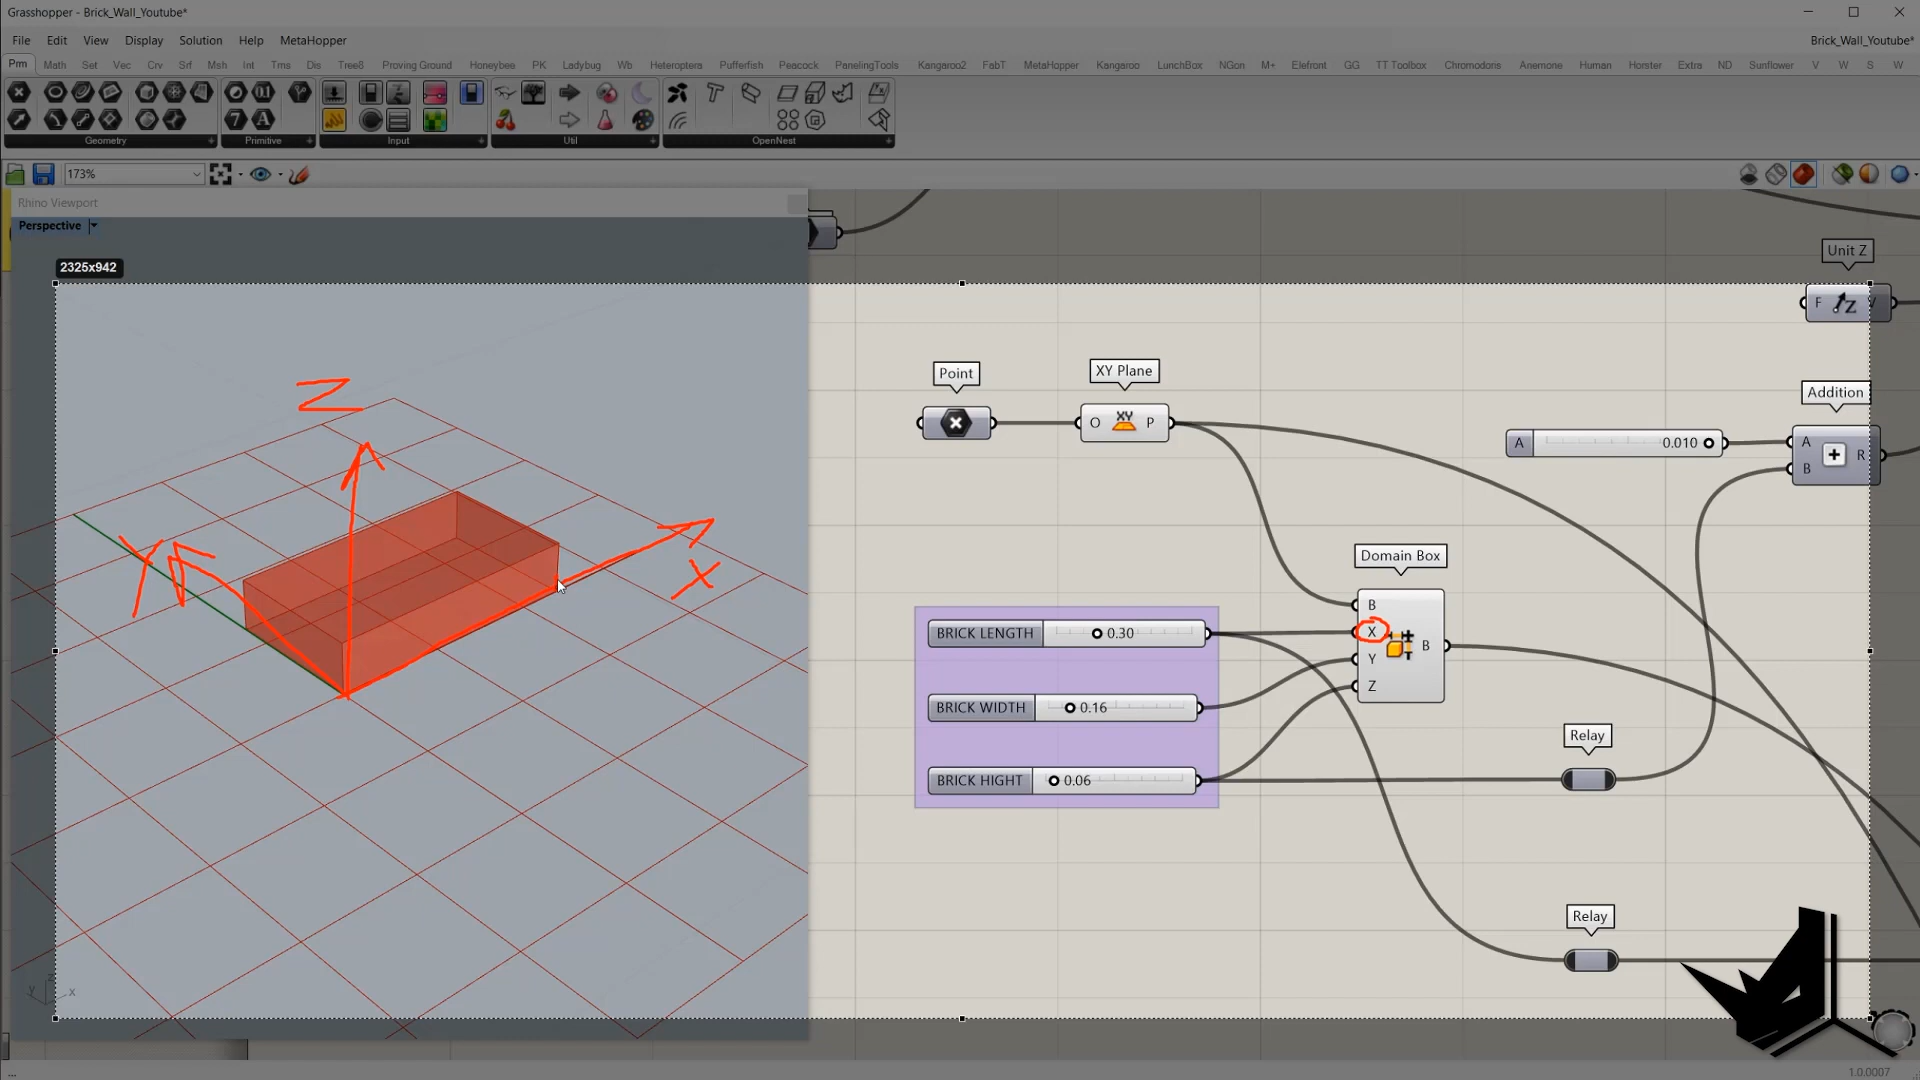 Grasshopper - Brick_Wall_Youtube*
File Edit View Display Solution Help MetaHopper Brick_Wall_Youtube*
Prm Math Set Vec Crv Srf Msh Int Trns Dis Tree8 Proving Ground Honeybee PK Ladybug Wb Heteroptera Pufferfish Peacock PanelingTools Kangaroo2 FabT MetaHopper Kangaroo LunchBox NGon M+ Elefront GG TT Toolbox Chromodoris Anemone Human Horster Extra ND Sunflower V W S W
Geometry Primitive Input Util OpenNest
173%
Rhino Viewport
Perspective
2325x942
Unit Z
F Z V
Point
XY Plane
O XY P
Addition
A 0.010
A B R
Z
Y
X
Domain Box
B X Y Z B
BRICK LENGTH 0.30
BRICK WIDTH 0.16
BRICK HIGHT 0.06
Relay
Relay
z y x
...
1.0.0007